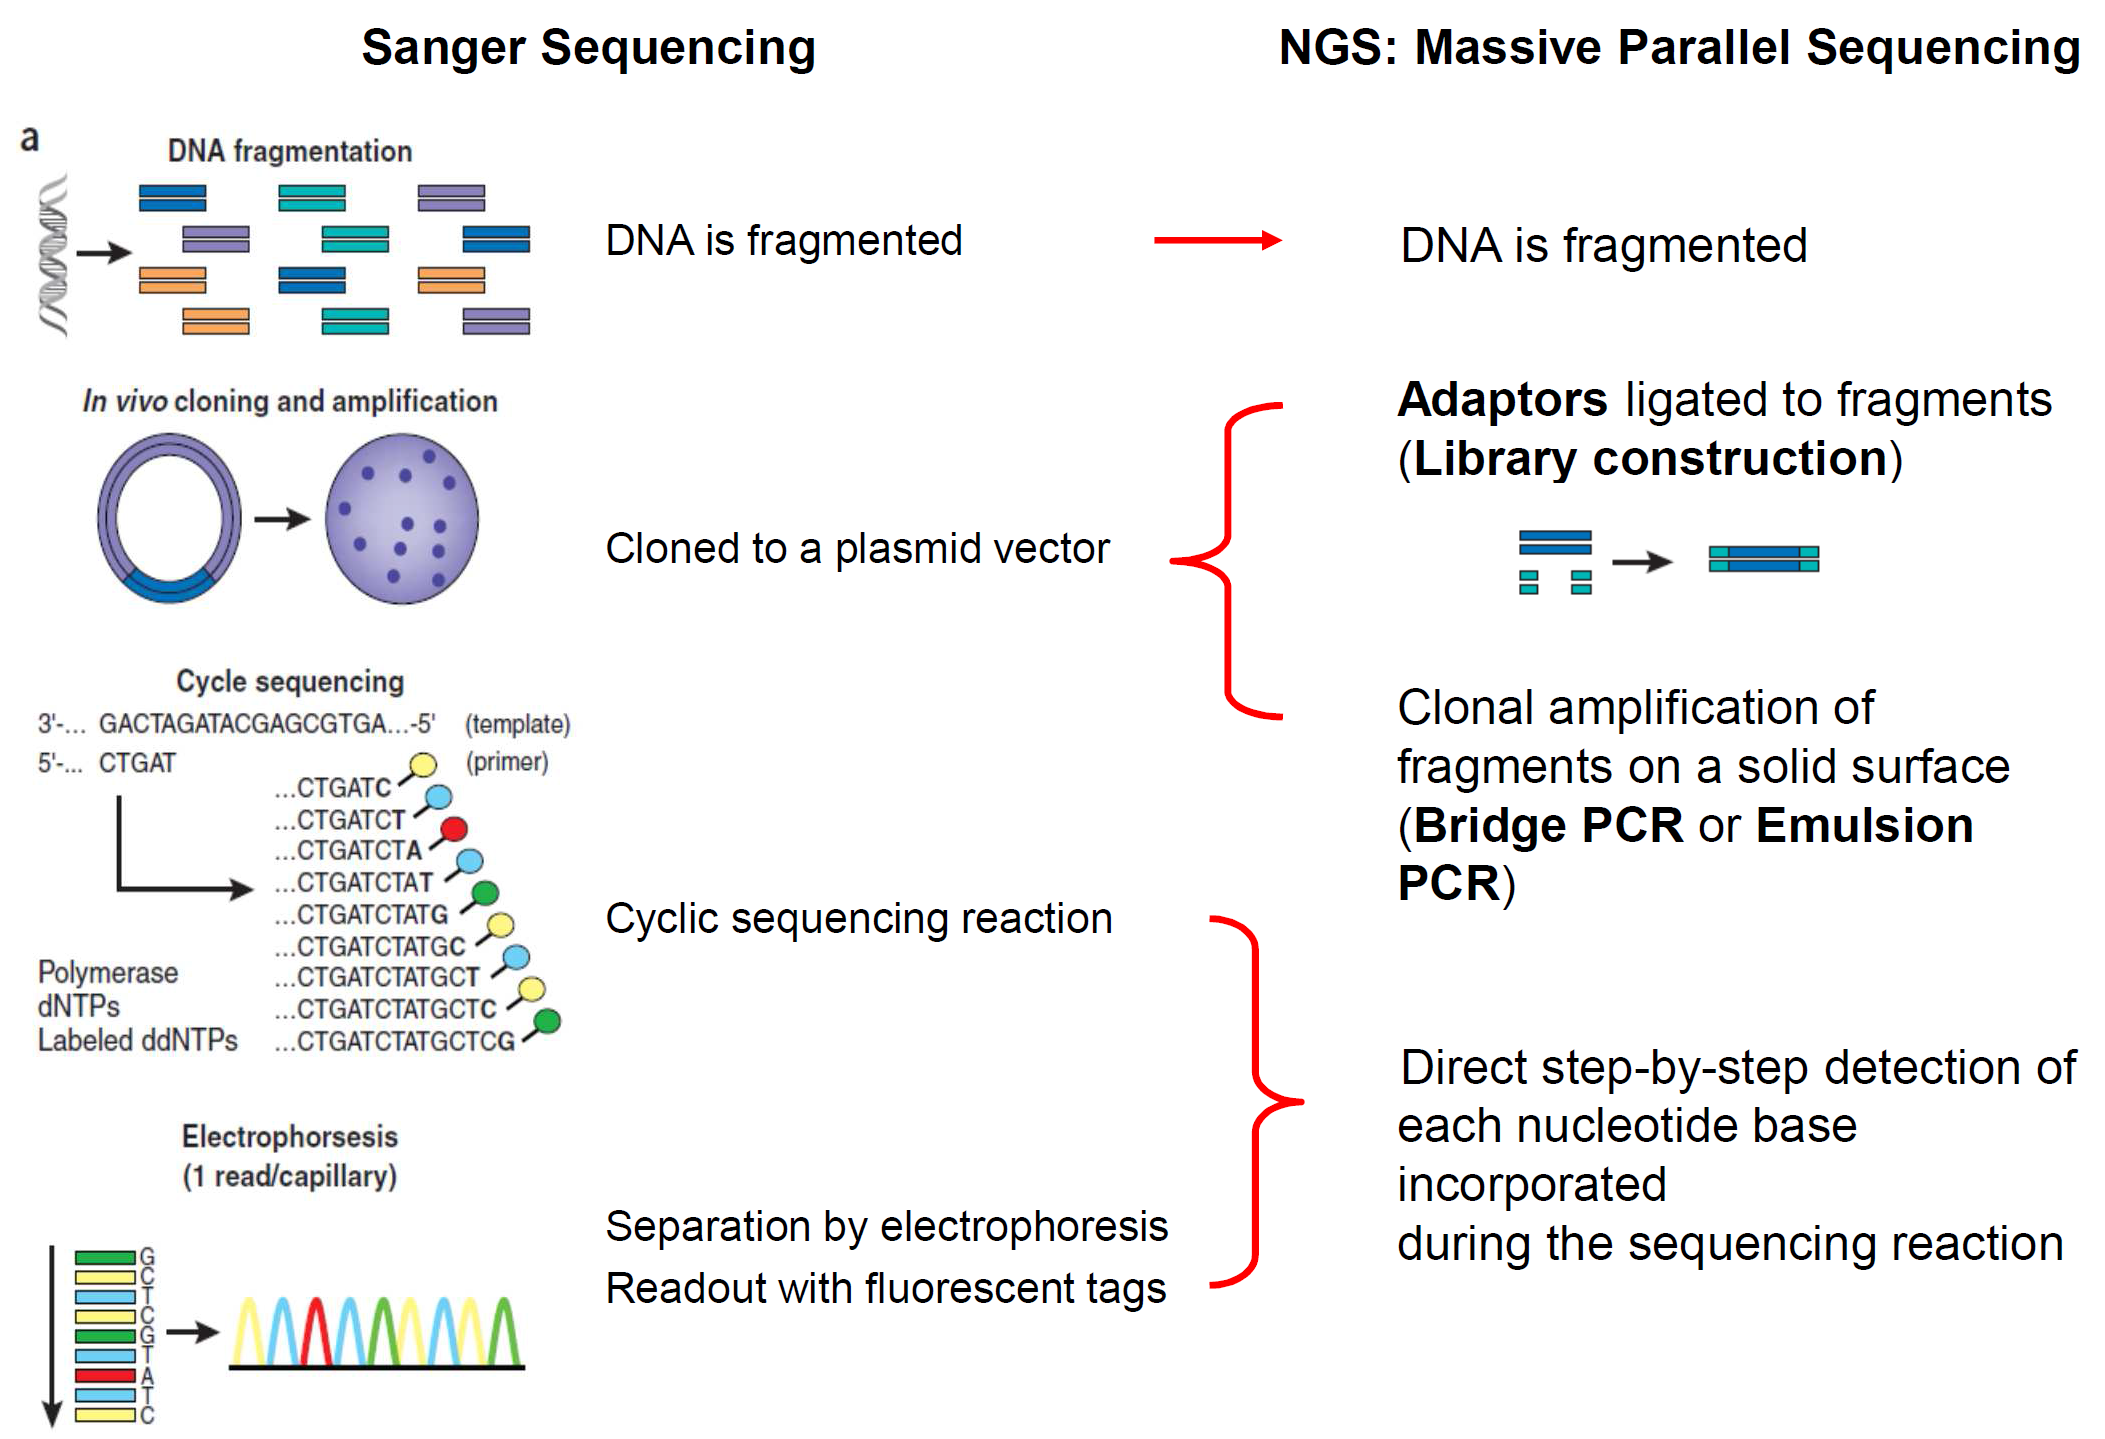 Sanger Sequencing
NGS: Massive Parallel Sequencing
a
DNA fragmentation
DNA is fragmented
DNA is fragmented
In vivo cloning and amplification
Cloned to a plasmid vector
Adaptors ligated to fragments
(Library construction)
Clonal amplification of
fragments on a solid surface
(Bridge PCR or Emulsion
PCR)
Cycle sequencing
3'-... GACTAGATACGAGCGTGA...-5' (template)
5'-... CTGAT (primer)
...CTGATC
...CTGATCT
...CTGATCTA
...CTGATCTAT
...CTGATCTATG
...CTGATCTATGC
...CTGATCTATGCT
...CTGATCTATGCTC
...CTGATCTATGCTCG
Polymerase
dNTPs
Labeled ddNTPs
Cyclic sequencing reaction
Electrophorsesis
(1 read/capillary)
G
C
T
C
G
T
A
T
C
Separation by electrophoresis
Readout with fluorescent tags
Direct step-by-step detection of
each nucleotide base
incorporated
during the sequencing reaction